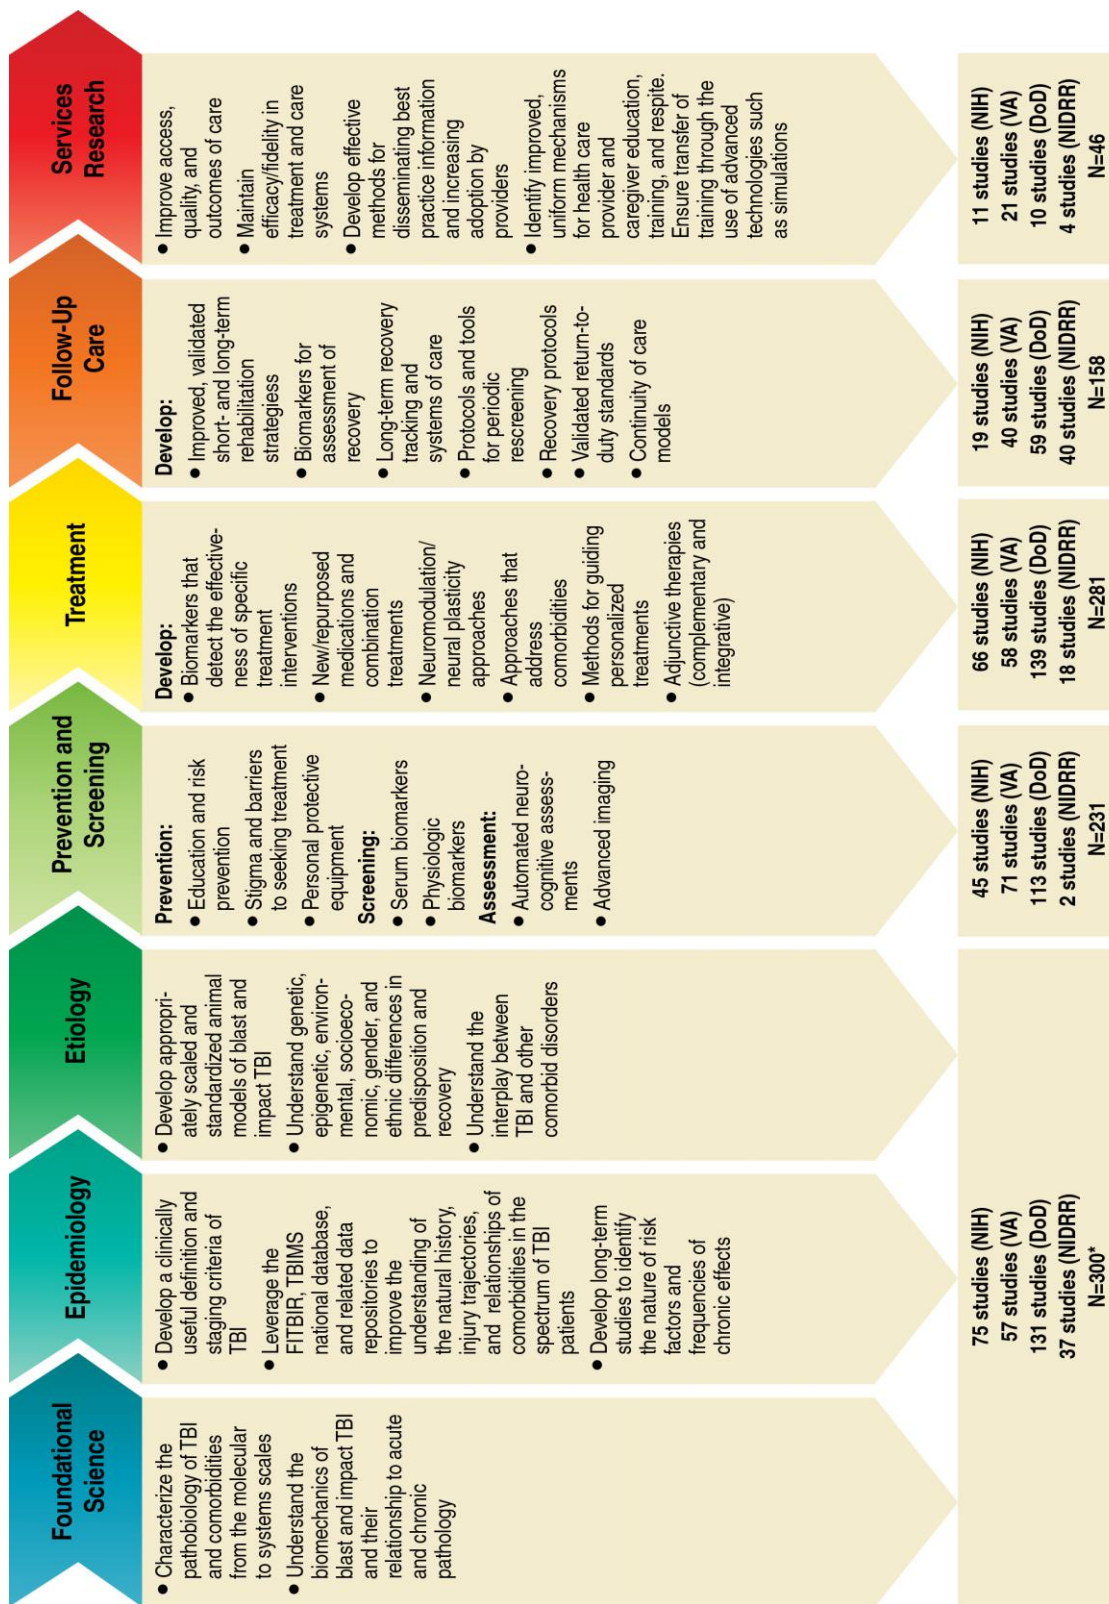 Foundational
Science
● Characterize the
pathobiology of TBI
and comorbidities
from the molecular
to systems scales
● Understand the
biomechanics of
blast and impact TBI
and their
relationship to acute
and chronic
pathology
Epidemiology
● Develop a clinically
useful definition and
staging criteria of
TBI
● Leverage the
FITBIR, TBIMS
national database,
and related data
repositories to
improve the
understanding of
the natural history,
injury trajectories,
and relationships of
comorbidities in the
spectrum of TBI
patients
● Develop long-term
studies to identify
the nature of risk
factors and
frequencies of
chronic effects
Etiology
● Develop appropri-
ately scaled and
standardized animal
models of blast and
impact TBI
● Understand genetic,
epigenetic, environ-
mental, socioeco-
nomic, gender, and
ethnic differences in
predisposition and
recovery
● Understand the
interplay between
TBI and other
comorbid disorders
75 studies (NIH)
57 studies (VA)
131 studies (DoD)
37 studies (NIDRR)
N=300*
Prevention and
Screening
Prevention:
● Education and risk
prevention
● Stigma and barriers
to seeking treatment
● Personal protective
equipment
Screening:
● Serum biomarkers
● Physiologic
biomarkers
Assessment:
● Automated neuro-
cognitive assess-
ments
● Advanced imaging
45 studies (NIH)
71 studies (VA)
113 studies (DoD)
2 studies (NIDRR)
N=231
Treatment
Develop:
● Biomarkers that
detect the effective-
ness of specific
treatment
interventions
● New/repurposed
medications and
combination
treatments
● Neuromodulation/
neural plasticity
approaches
● Approaches that
address
comorbidities
● Methods for guiding
personalized
treatments
● Adjunctive therapies
(complementary and
integrative)
66 studies (NIH)
58 studies (VA)
139 studies (DoD)
18 studies (NIDRR)
N=281
Follow-Up
Care
Develop:
● Improved, validated
short- and long-term
rehabilitation
strategiess
● Biomarkers for
assessment of
recovery
● Long-term recovery
tracking and
systems of care
● Protocols and tools
for periodic
rescreening
● Recovery protocols
● Validated return-to-
duty standards
● Continuity of care
models
19 studies (NIH)
40 studies (VA)
59 studies (DoD)
40 studies (NIDRR)
N=158
Services
Research
● Improve access,
quality, and
outcomes of care
● Maintain
efficacy/fidelity in
treatment and care
systems
● Develop effective
methods for
disseminating best
practice information
and increasing
adoption by
providers
● Identify improved,
uniform mechanisms
for health care
provider and
caregiver education,
training, and respite.
Ensure transfer of
training through the
use of advanced
technologies such
as simulations
11 studies (NIH)
21 studies (VA)
10 studies (DoD)
4 studies (NIDRR)
N=46